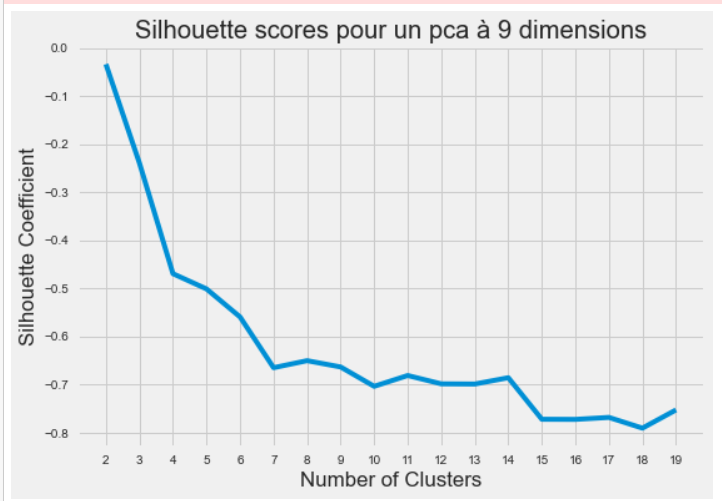 Silhouette scores pour un pca à 9 dimensions
0.0
−0.1
−0.2
−0.3
−0.4
−0.5
−0.6
−0.7
−0.8
Silhouette Coefficient
2 3 4 5 6 7 8 9 10 11 12 13 14 15 16 17 18 19
Number of Clusters